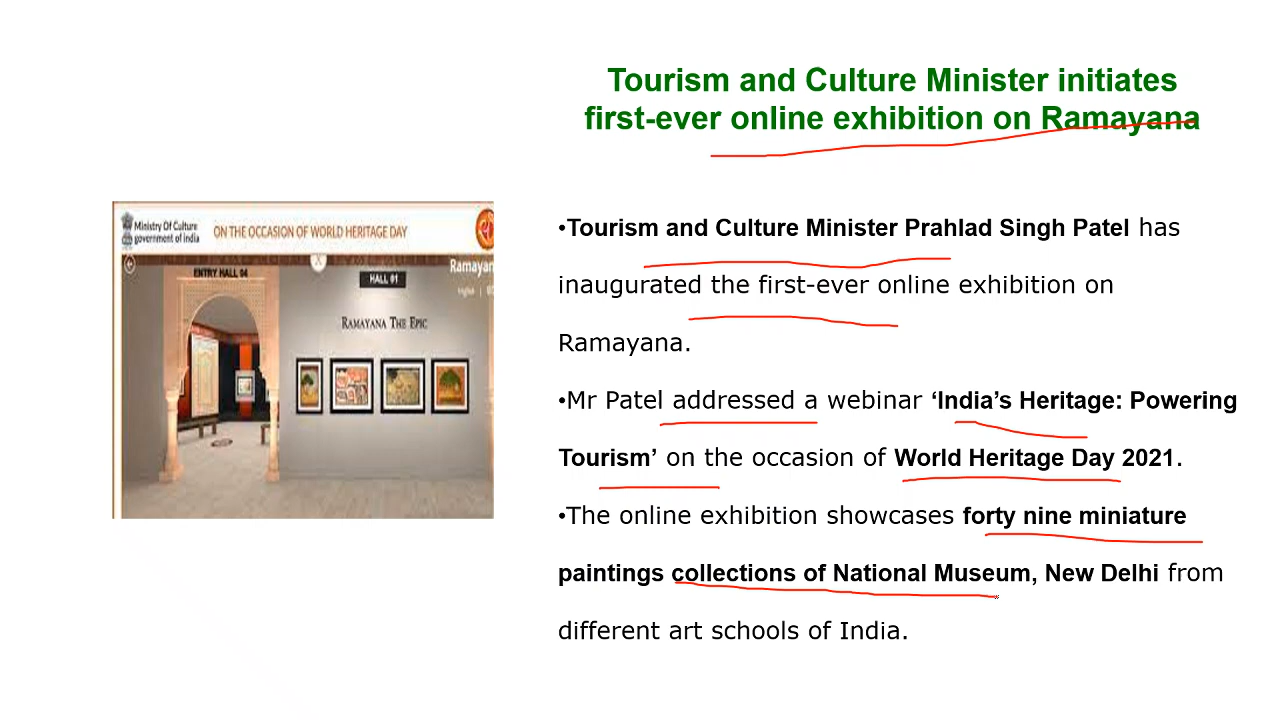 Tourism and Culture Minister initiates
first-ever online exhibition on Ramayana
Ministry Of Culture
government of india
ON THE OCCASION OF WORLD HERITAGE DAY
ENTRY HALL 04
HALL 01
Ramayan
English
RAMAYANA THE EPIC
•Tourism and Culture Minister Prahlad Singh Patel has
inaugurated the first-ever online exhibition on
Ramayana.
•Mr Patel addressed a webinar ‘India’s Heritage: Powering
Tourism’ on the occasion of World Heritage Day 2021.
•The online exhibition showcases forty nine miniature
paintings collections of National Museum, New Delhi from
different art schools of India.